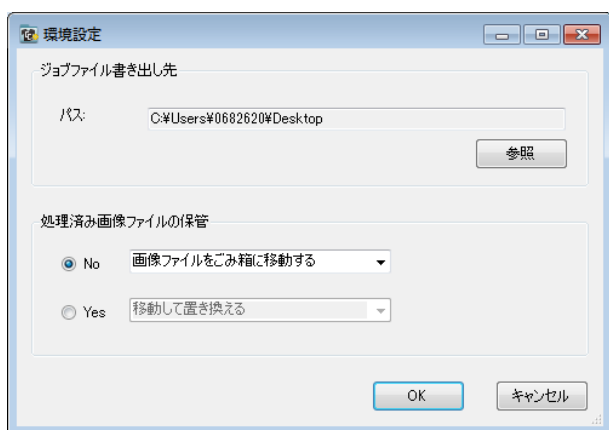 環境設定
ジョブファイル書き出し先
パス:
C:¥Users¥0682620¥Desktop
参照
処理済み画像ファイルの保管
No 画像ファイルをごみ箱に移動する
Yes 移動して置き換える
OK キャンセル